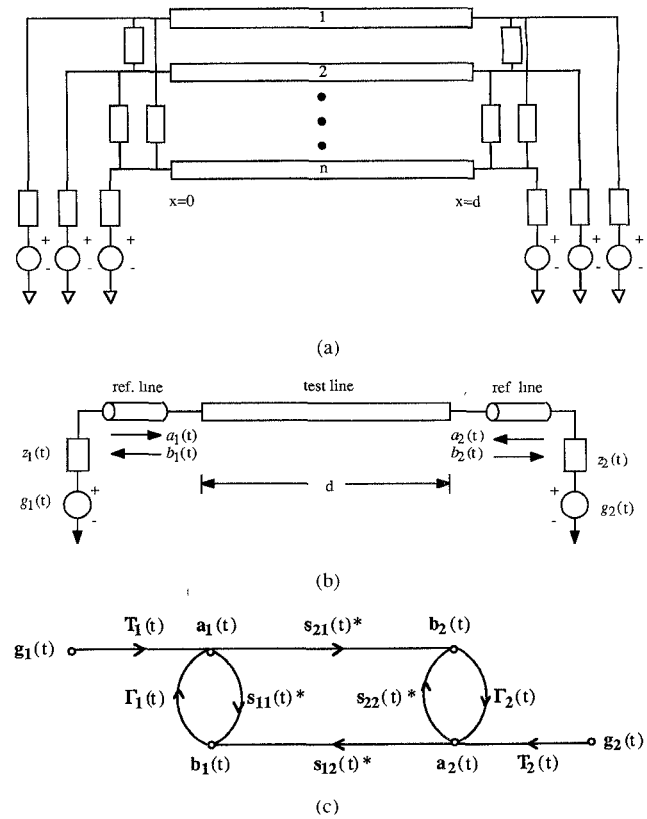 1
2
n
x=0 x=d
+ + + + + +
- - - - - -
(a)
ref. line test line ref line
a₁(t) a₂(t)
z₁(t) b₁(t) b₂(t) z₂(t)
d
g₁(t) + - + - g₂(t)
(b)
T₁(t) a₁(t) s₂₁(t)* b₂(t)
g₁(t)
Γ₁(t) s₁₁(t)* s₂₂(t)* Γ₂(t)
g₂(t)
b₁(t) s₁₂(t)* a₂(t) T₂(t)
(c)